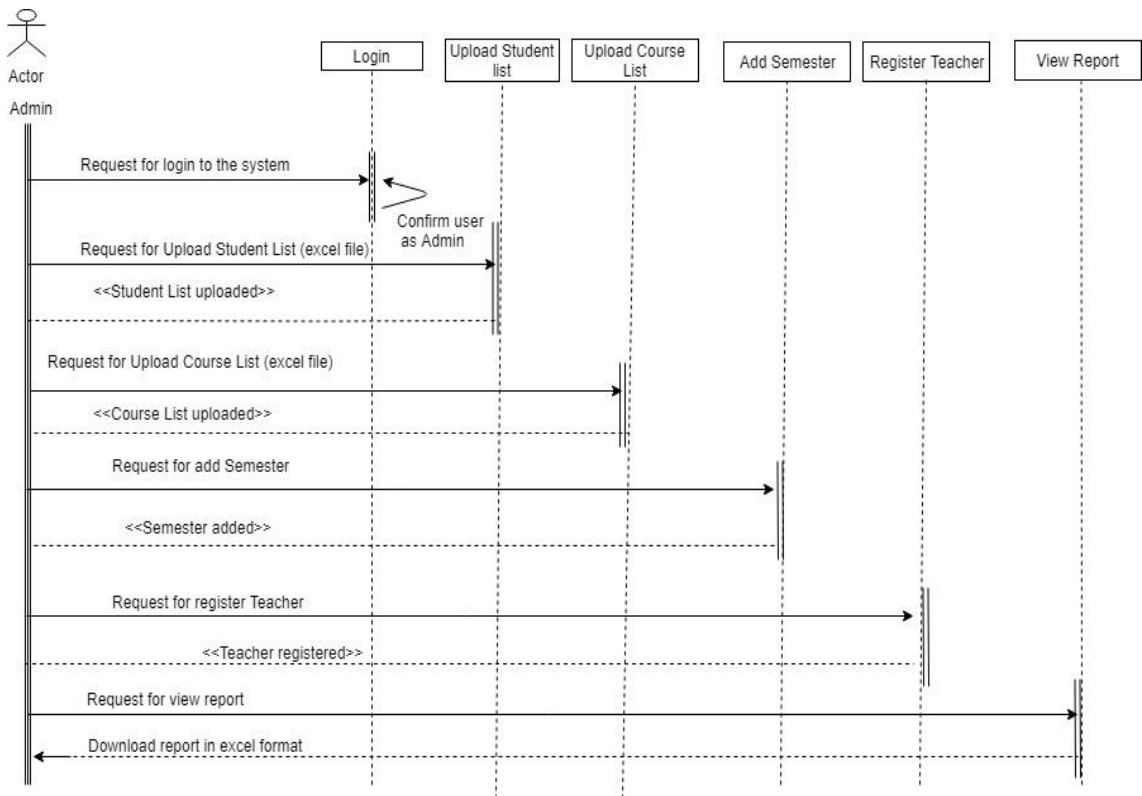 Actor
Admin
Login
Upload Student
list
Upload Course
List
Add Semester
Register Teacher
View Report
Request for login to the system
Confirm user
as Admin
Request for Upload Student List (excel file)
<<Student List uploaded>>
Request for Upload Course List (excel file)
<<Course List uploaded>>
Request for add Semester
<<Semester added>>
Request for register Teacher
<<Teacher registered>>
Request for view report
Download report in excel format